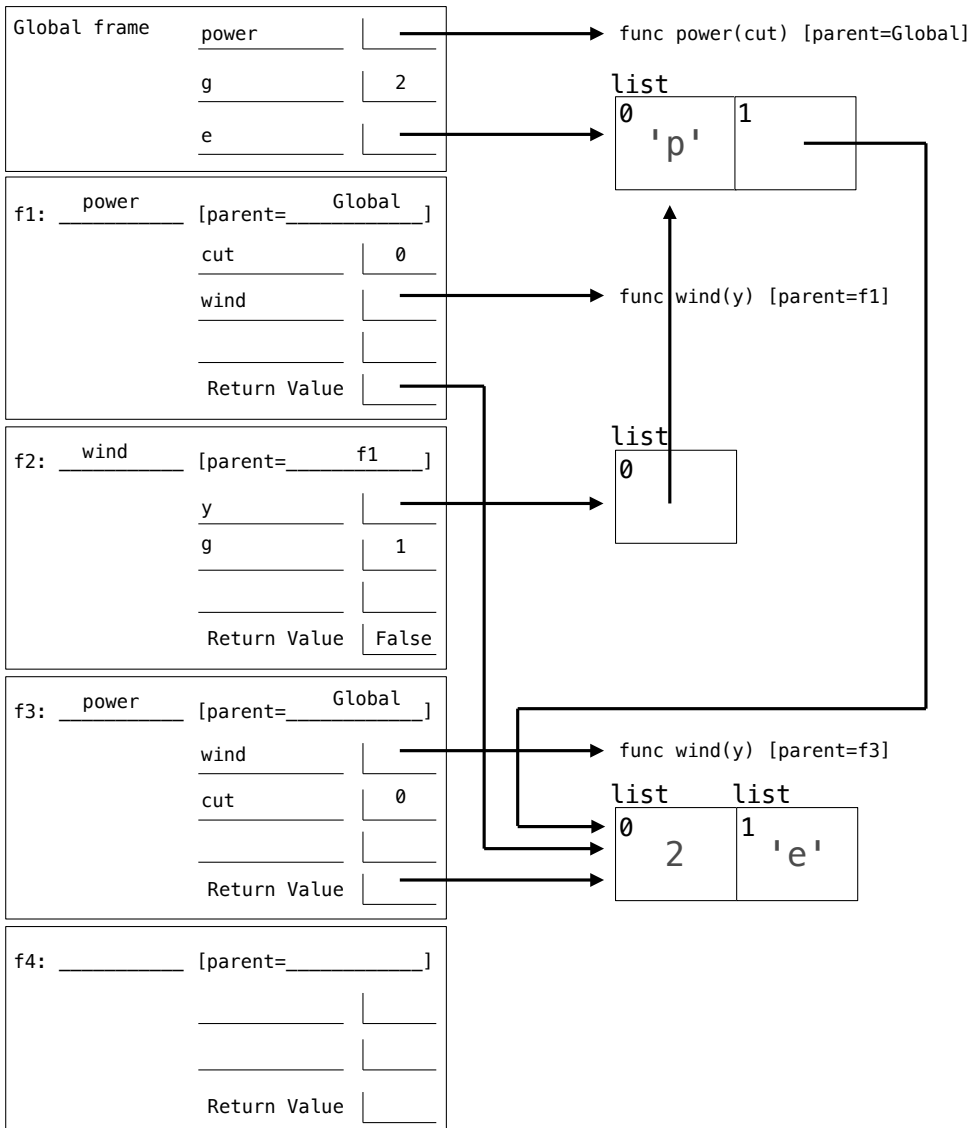 Global frame
power
func power(cut) [parent=Global]
g 2
e
list
0 'p' 1
f1: power [parent=Global]
cut 0
wind
func wind(y) [parent=f1]
Return Value
f2: wind [parent=f1]
list
0
y
g 1
Return Value False
f3: power [parent=Global]
wind
func wind(y) [parent=f3]
cut 0
list list
0 2 1 'e'
Return Value
f4: ___________ [parent=____________]
Return Value